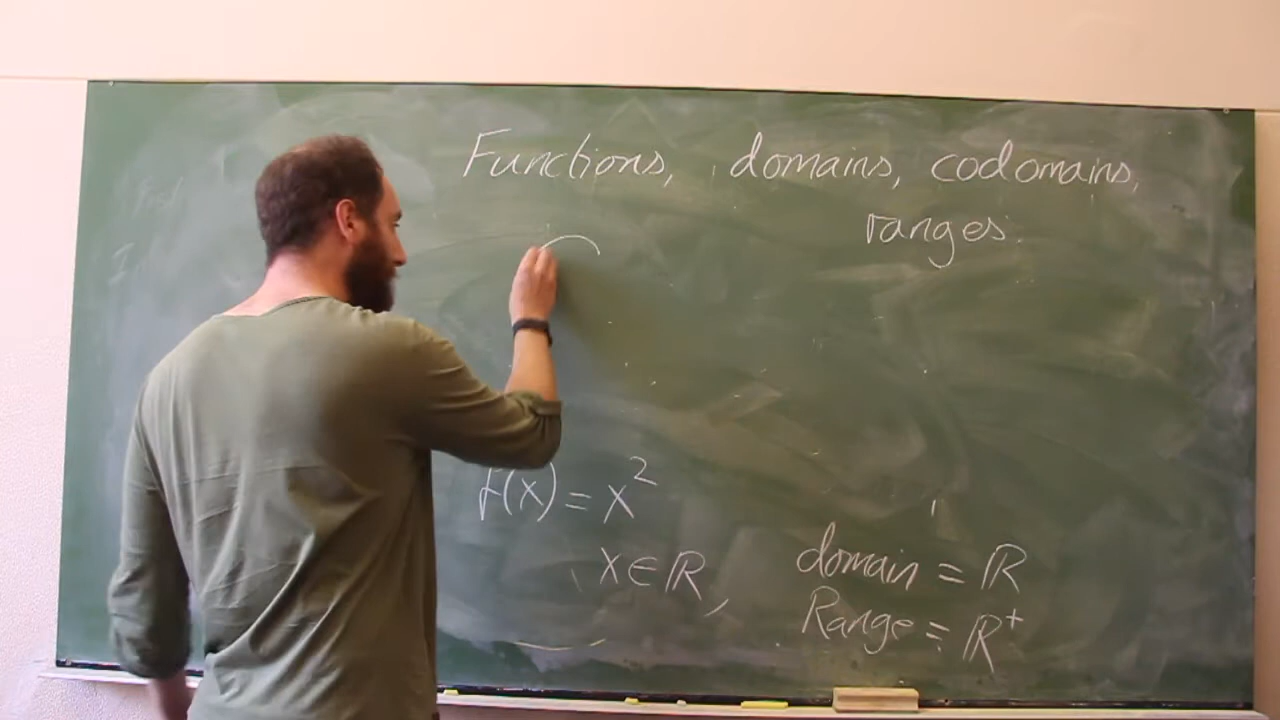 Functions, domains, codomains,
ranges.
f(x) = x²
x ∈ ℝ,
domain = ℝ
Range = ℝ⁺